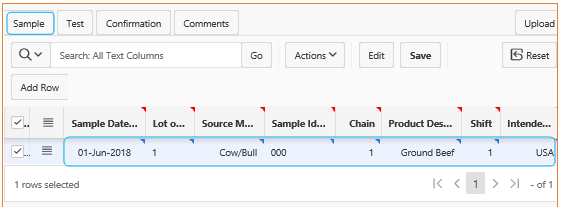 Sample Test Confirmation Comments Upload
Search: All Text Columns Go Actions Edit Save Reset
Add Row
... Sample Date... Lot o... Source M... Sample Ide... Chain Product Des... Shift Intende...
... 01-Jun-2018 1 Cow/Bull 000 1 Ground Beef 1 USA
1 rows selected 1 - of 1